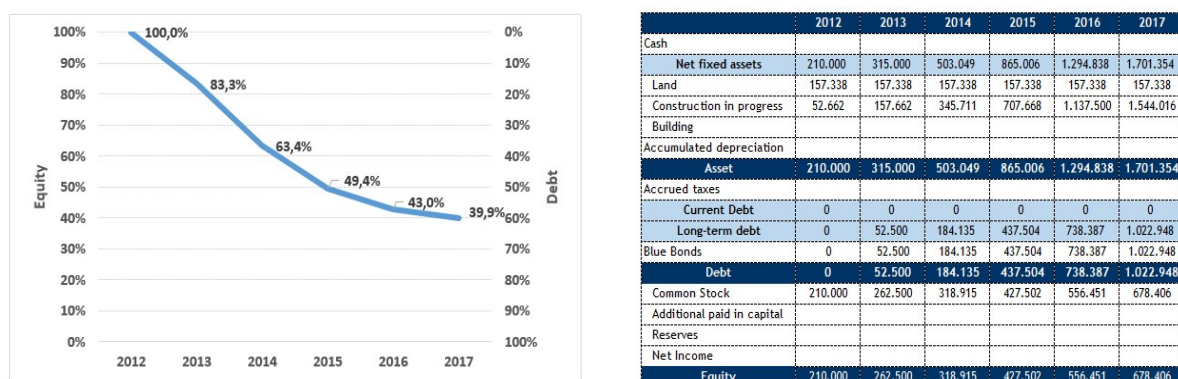 100% 0%
90% 10%
80% 20%
70% 30%
60% 40%
50% 50%
40% 60%
30% 70%
20% 80%
10% 90%
0% 100%
Equity
Debt
100,0%
83,3%
63,4%
49,4%
43,0%
39,9%
2012 2013 2014 2015 2016 2017
2012 2013 2014 2015 2016 2017
Cash
Net fixed assets 210.000 315.000 503.049 865.006 1.294.838 1.701.354
Land 157.338 157.338 157.338 157.338 157.338 157.338
Construction in progress 52.662 157.662 345.711 707.668 1.137.500 1.544.016
Building
Accumulated depreciation
Asset 210.000 315.000 503.049 865.006 1.294.838 1.701.354
Accrued taxes
Current Debt 0 0 0 0 0 0
Long-term debt 0 52.500 184.135 437.504 738.387 1.022.948
Blue Bonds 0 52.500 184.135 437.504 738.387 1.022.948
Debt 0 52.500 184.135 437.504 738.387 1.022.948
Common Stock 210.000 262.500 318.915 427.502 556.451 678.406
Additional paid in capital
Reserves
Net Income
Equity 210.000 262.500 318.915 427.502 556.451 678.406